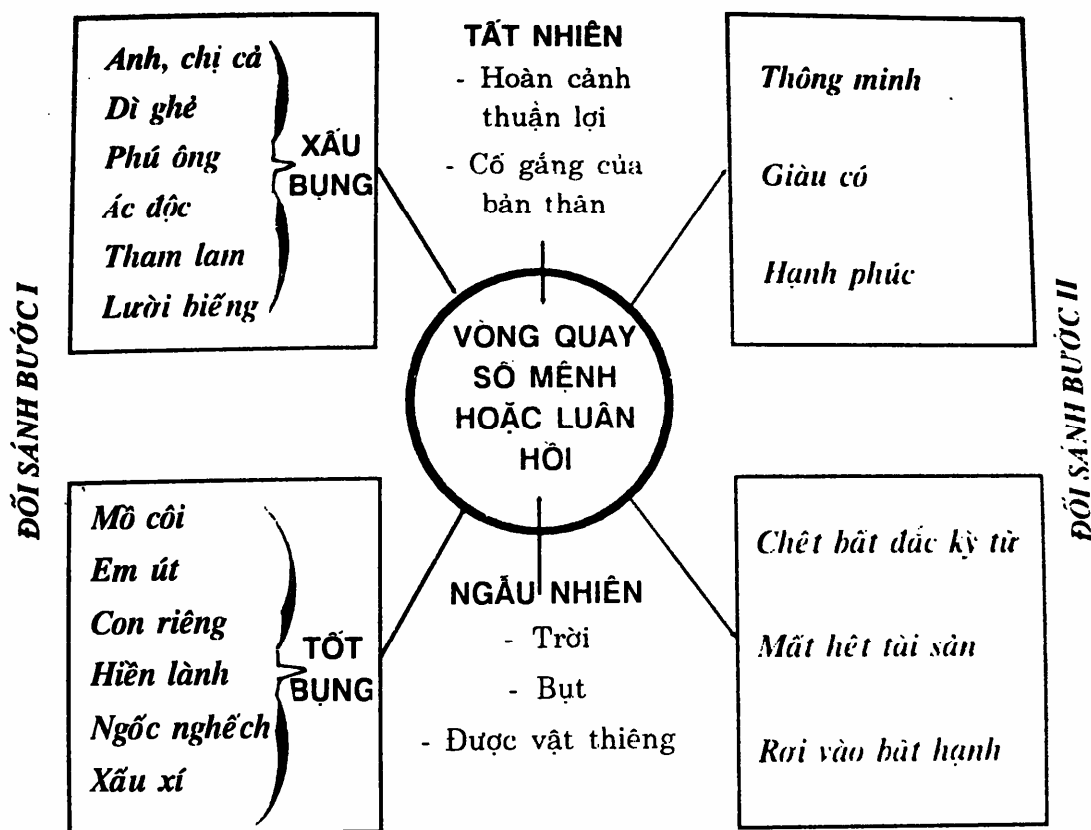 ĐỐI SÁNH BƯỚC I
Anh, chị cả
Dì ghẻ
Phú ông
Ác độc
Tham lam
Lười biếng
XẤU
BỤNG
TẤT NHIÊN
- Hoàn cảnh
thuận lợi
- Cố gắng của
bản thân
Thông minh
Giàu có
Hạnh phúc
VÒNG QUAY
SỐ MỆNH
HOẶC LUÂN
HỒI
Mồ côi
Em út
Con riêng
Hiền lành
Ngốc nghếch
Xấu xí
TỐT
BỤNG
NGẪU NHIÊN
- Trời
- Bụt
- Được vật thiêng
Chết bất đắc kỳ tử
Mất hết tài sản
Rơi vào bất hạnh
ĐỐI SÁNH BƯỚC II